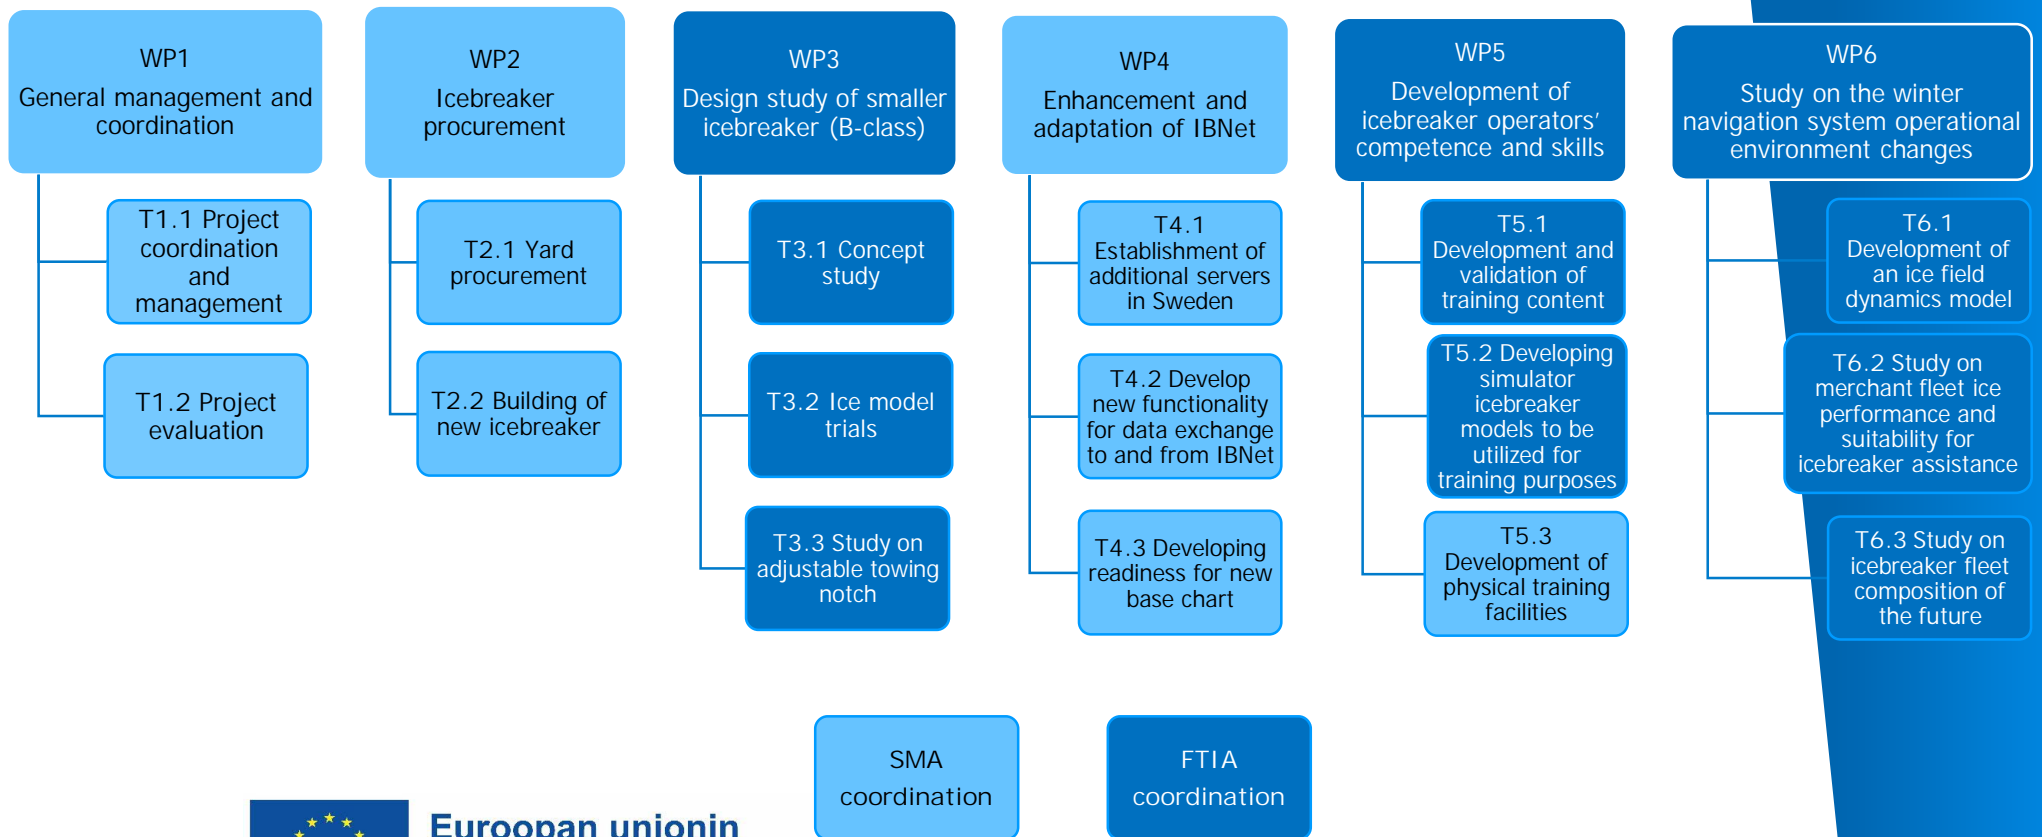 WP1
General management and
coordination
T1.1 Project
coordination
and
management
T1.2 Project
evaluation
WP2
Icebreaker
procurement
T2.1 Yard
procurement
T2.2 Building of
new icebreaker
WP3
Design study of smaller
icebreaker (B-class)
T3.1 Concept
study
T3.2 Ice model
trials
T3.3 Study on
adjustable towing
notch
WP4
Enhancement and
adaptation of IBNet
T4.1
Establishment of
additional servers
in Sweden
T4.2 Develop
new functionality
for data exchange
to and from IBNet
T4.3 Developing
readiness for new
base chart
WP5
Development of
icebreaker operators’
competence and skills
T5.1
Development and
validation of
training content
T5.2 Developing
simulator
icebreaker
models to be
utilized for
training purposes
T5.3
Development of
physical training
facilities
WP6
Study on the winter
navigation system operational
environment changes
T6.1
Development of
an ice field
dynamics model
T6.2 Study on
merchant fleet ice
performance and
suitability for
icebreaker assistance
T6.3 Study on
icebreaker fleet
composition of
the future
SMA
coordination
FTIA
coordination
Euroopan unionin